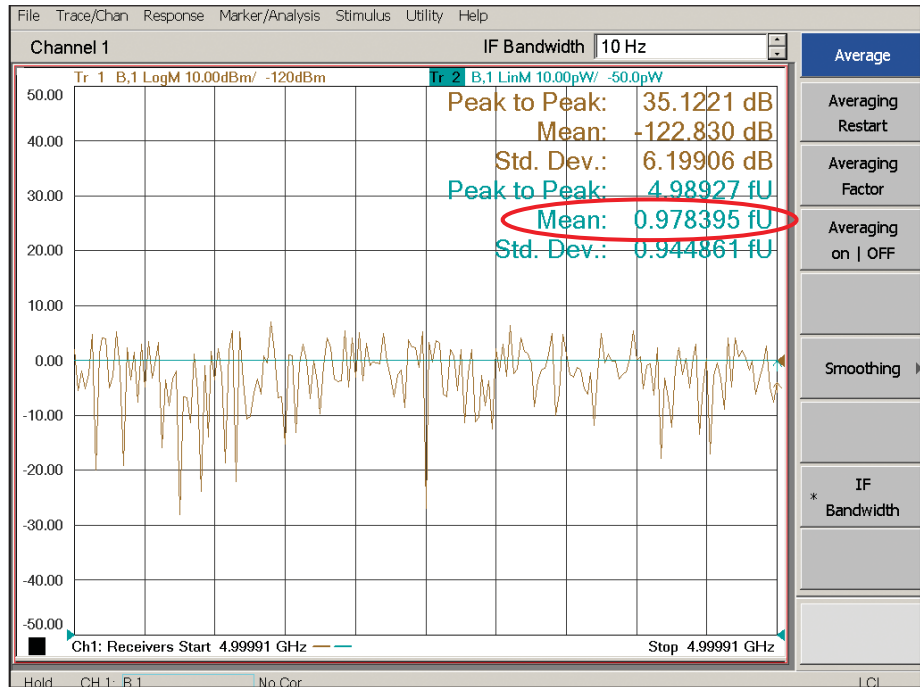 File Trace/Chan Response Marker/Analysis Stimulus Utility Help
Channel 1
IF Bandwidth 10 Hz
Tr 1 B,1 LogM 10.00dBm/ -120dBm
Tr 2 B,1 LinM 10.00pW/ -50.0pW
Peak to Peak: 35.1221 dB
Mean: -122.830 dB
Std. Dev.: 6.19906 dB
Peak to Peak: 4.98927 fU
Mean: 0.978395 fU
Std. Dev.: 0.944861 fU
50.00
40.00
30.00
20.00
10.00
0.00
-10.00
-20.00
-30.00
-40.00
-50.00
Ch1: Receivers Start 4.99991 GHz
Stop 4.99991 GHz
Average
Averaging
Restart
Averaging
Factor
Averaging
on | OFF
Smoothing
* IF
Bandwidth
Hold CH 1: B,1 No Cor LCL